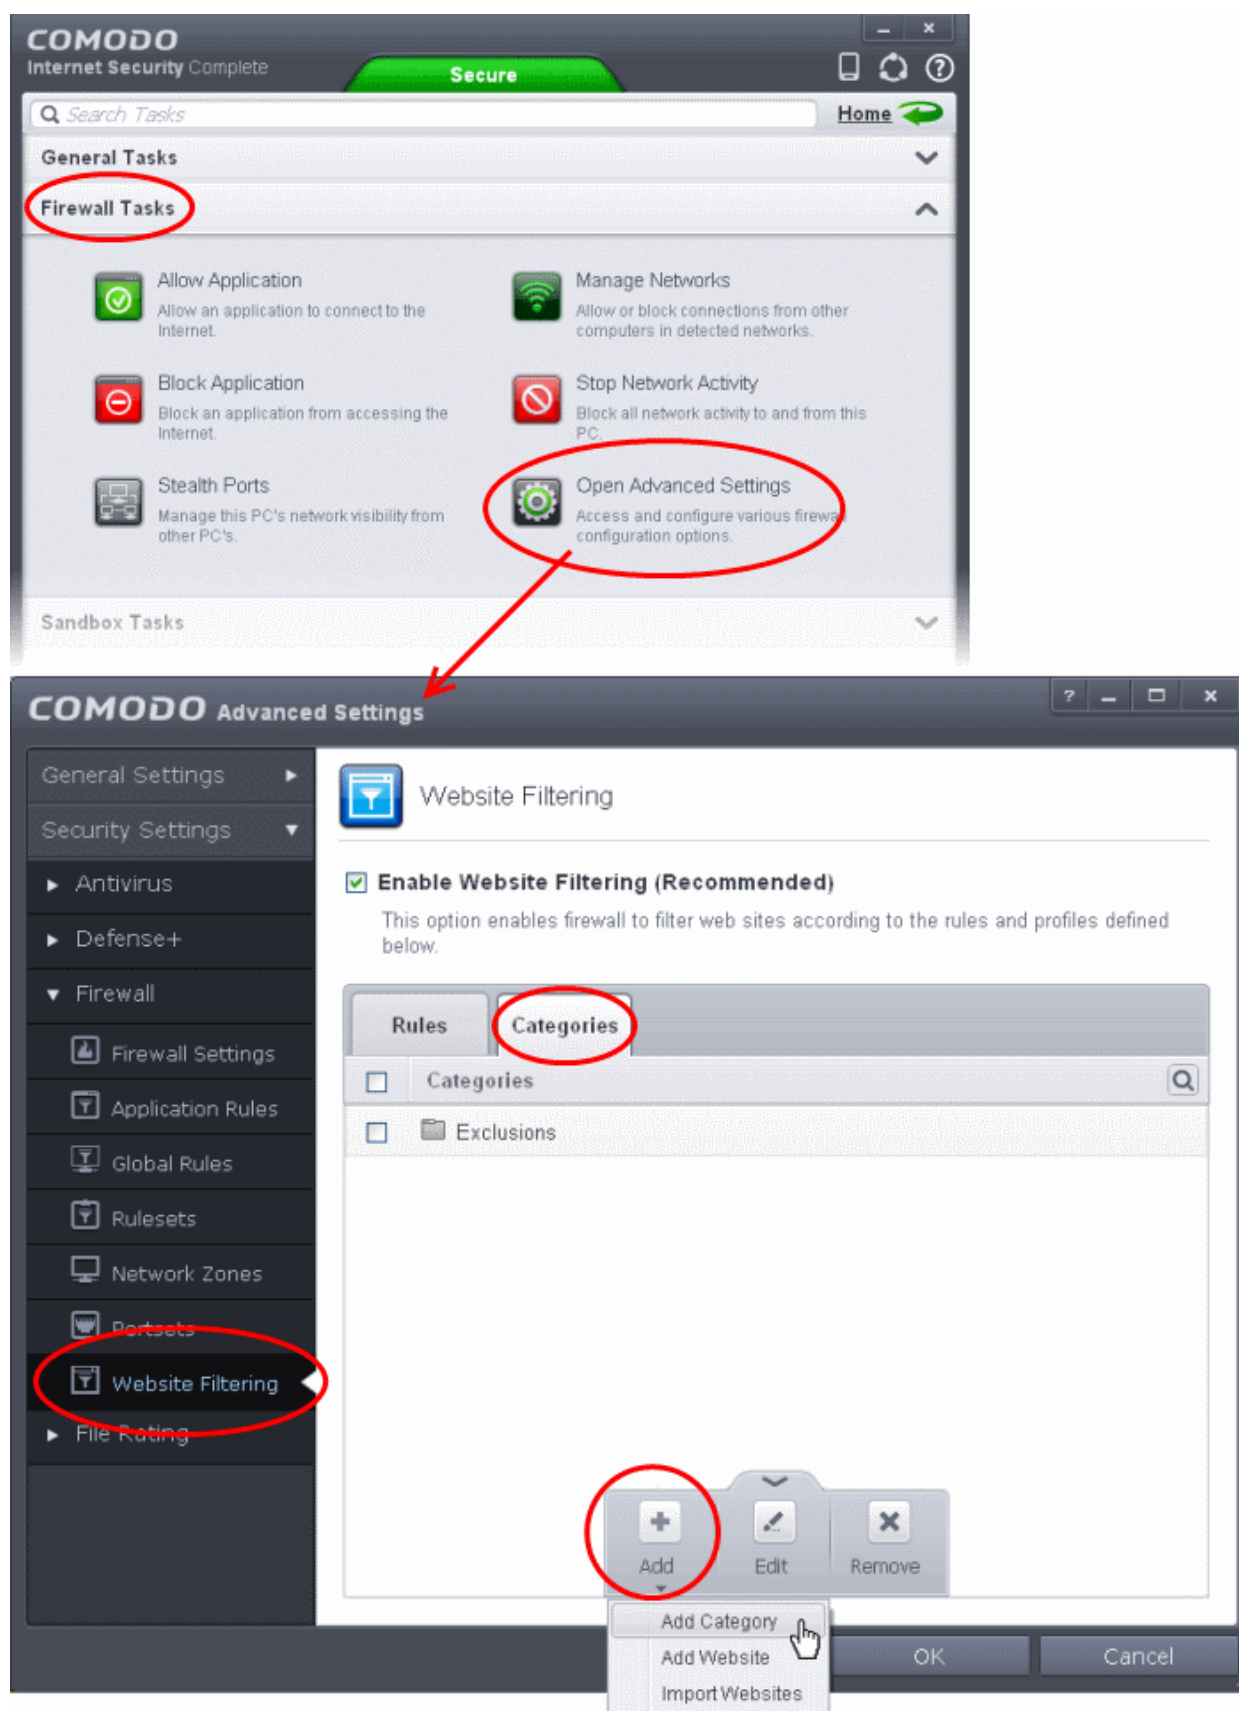 COMODO
Internet Security Complete
Secure
Search Tasks
Home
General Tasks
Firewall Tasks
Allow Application
Allow an application to connect to the
Internet.
Manage Networks
Allow or block connections from other
computers in detected networks.
Block Application
Block an application from accessing the
Internet.
Stop Network Activity
Block all network activity to and from this
PC.
Stealth Ports
Manage this PC's network visibility from
other PC's.
Open Advanced Settings
Access and configure various firewall
configuration options.
Sandbox Tasks
COMODO Advanced Settings
General Settings
Security Settings
Antivirus
Defense+
Firewall
Firewall Settings
Application Rules
Global Rules
Rulesets
Network Zones
Portsets
Website Filtering
File Rating
Website Filtering
Enable Website Filtering (Recommended)
This option enables firewall to filter web sites according to the rules and profiles defined
below.
Rules
Categories
Categories
Exclusions
Add
Edit
Remove
Add Category
Add Website
Import Websites
OK
Cancel